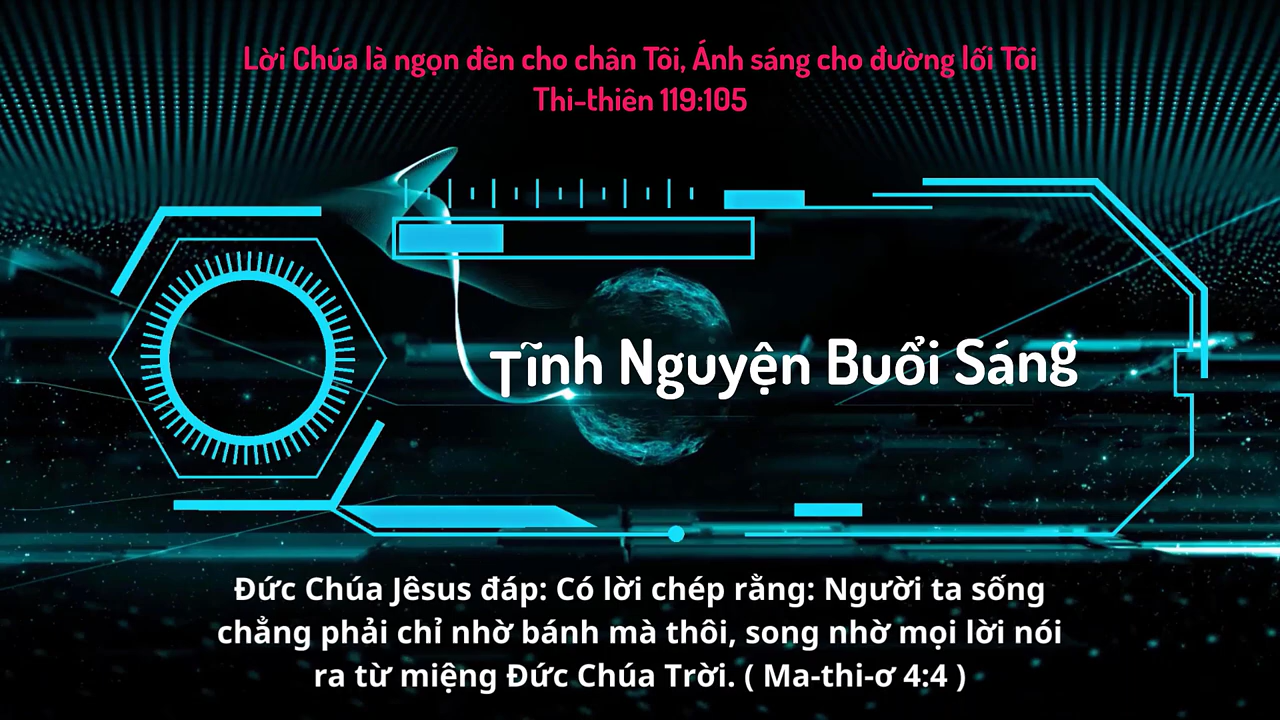 Lời Chúa là ngọn đèn cho chân Tôi, Ánh sáng cho đường lối Tôi
Thi-thiên 119:105
Tĩnh Nguyện Buổi Sáng
Đức Chúa Jêsus đáp: Có lời chép rằng: Người ta sống
chẳng phải chỉ nhờ bánh mà thôi, song nhờ mọi lời nói
ra từ miệng Đức Chúa Trời. ( Ma-thi-ơ 4:4 )